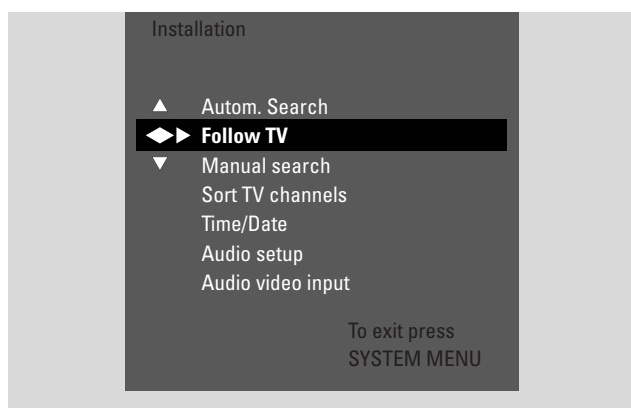 Installation
Autom. Search
Follow TV
Manual search
Sort TV channels
Time/Date
Audio setup
Audio video input
To exit press
SYSTEM MENU